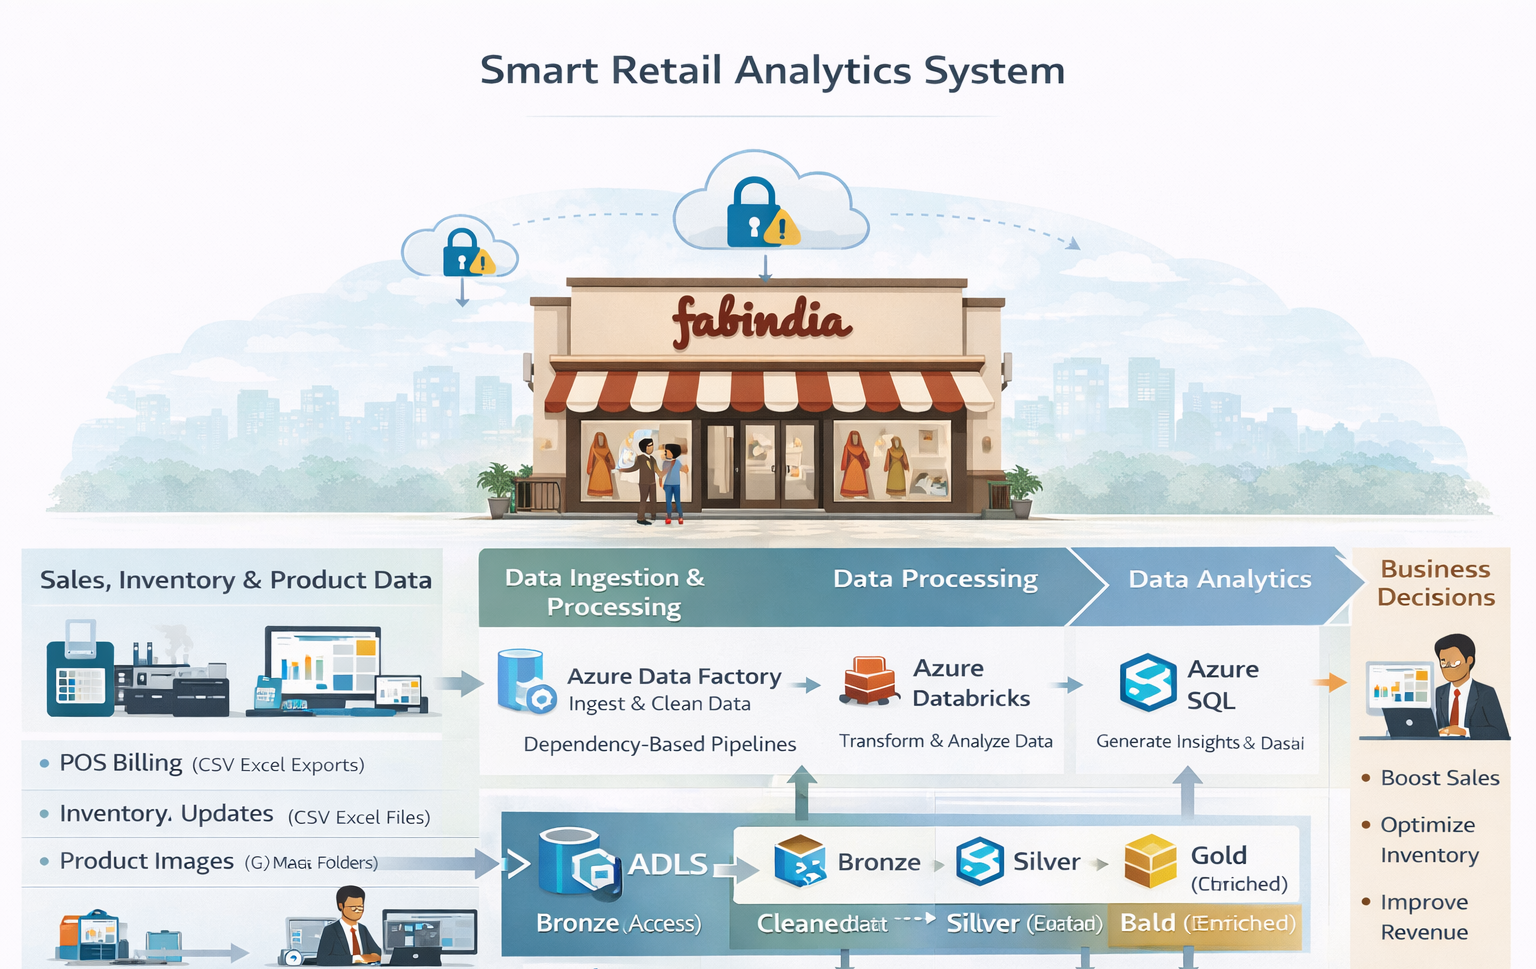 Smart Retail Analytics System
fabindia
Sales, Inventory & Product Data
POS Billing (CSV Excel Exports)
Inventory. Updates (CSV Excel Files)
Product Images (G) Folders)
Data Ingestion &
Processing
Data Processing
Data Analytics
Azure Data Factory
Ingest & Clean Data
Dependency-Based Pipelines
Azure
Databricks
Transform & Analyze Data
Azure
SQL
Generate Insights & Dasai
ADLS
Bronze
Silver
Gold
(Cbriched)
Bronze (Access)
Cleaned
Sillver
Bald (Enriched)
Business
Decisions
Boost Sales
Optimize
Inventory
Improve
Revenue